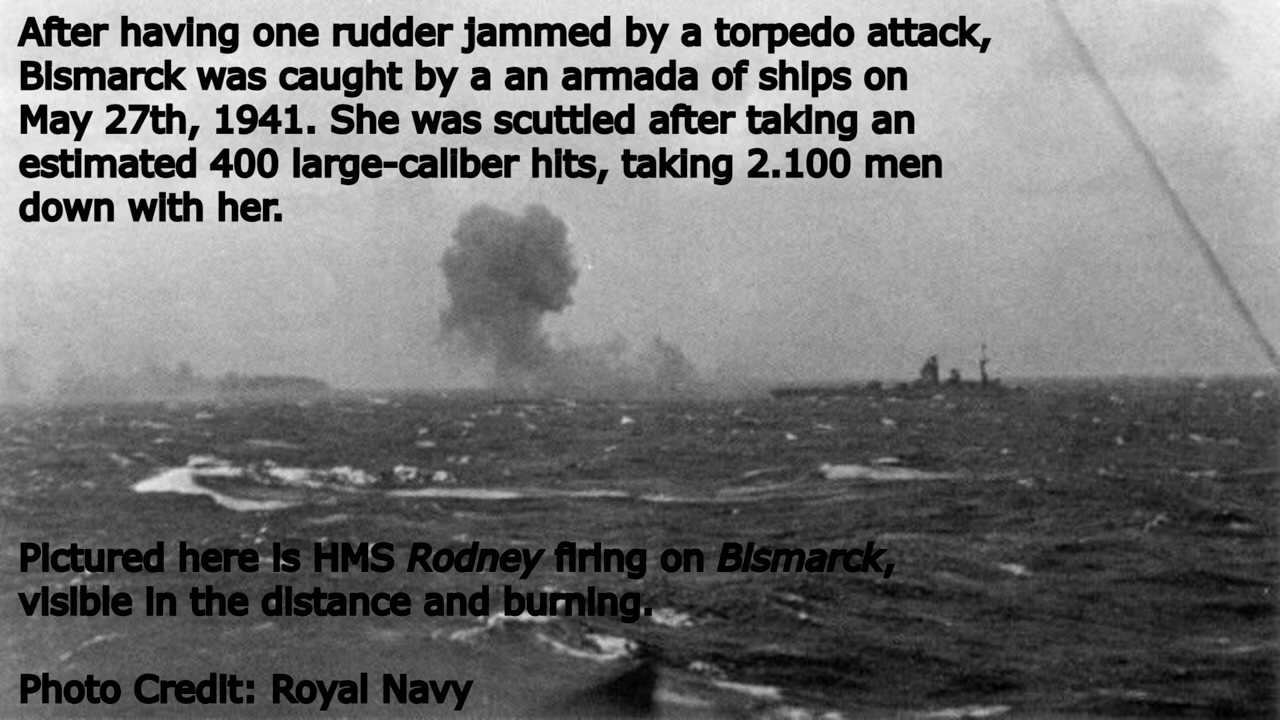 After having one rudder jammed by a torpedo attack,
Bismarck was caught by a an armada of ships on
May 27th, 1941. She was scuttled after taking an
estimated 400 large-caliber hits, taking 2.100 men
down with her.
Pictured here is HMS Rodney firing on Bismarck,
visible in the distance and burning.
Photo Credit: Royal Navy